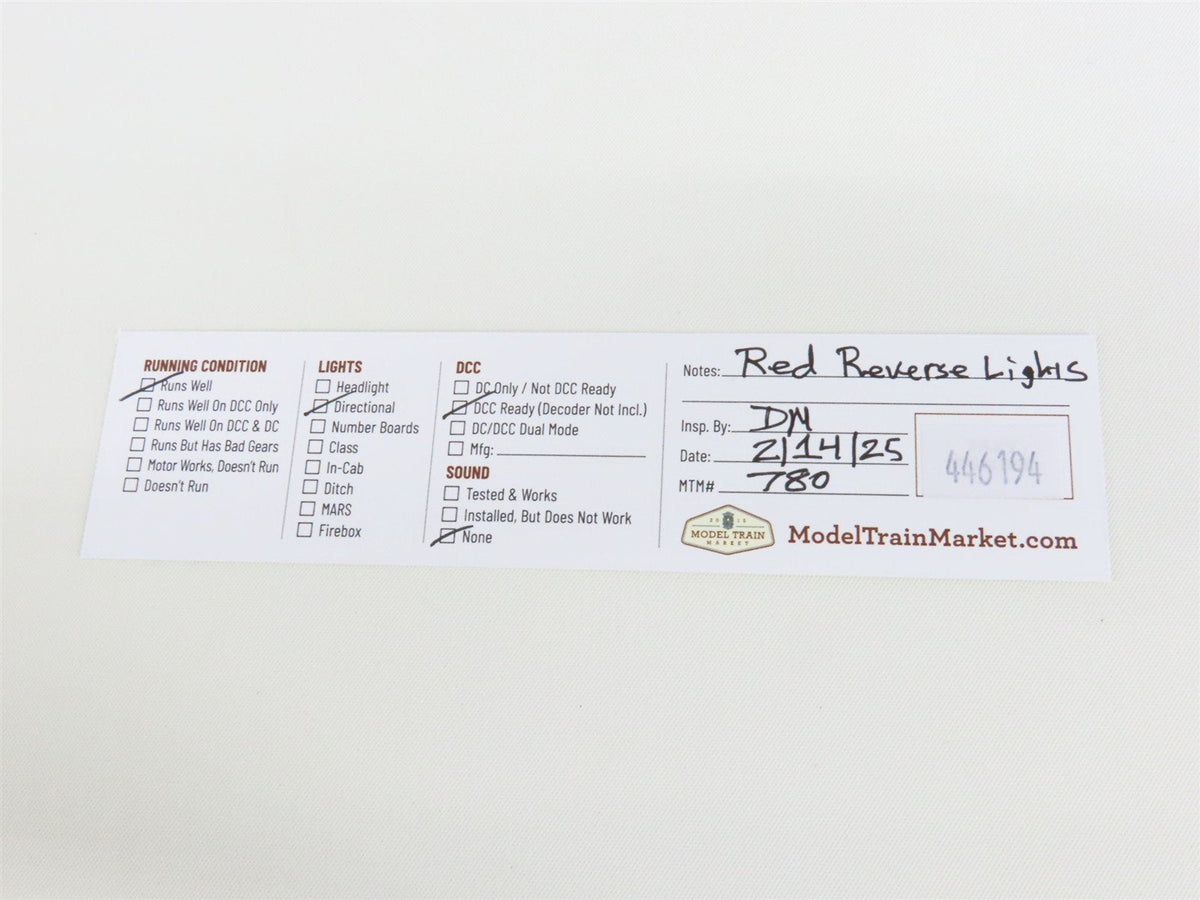 RUNNING CONDITION
Runs Well
Runs Well On DCC Only
Runs Well On DCC & DC
Runs But Has Bad Gears
Motor Works, Doesn't Run
Doesn't Run
LIGHTS
Headlight
Directional
Number Boards
Class
In-Cab
Ditch
MARS
Firebox
DCC
DC Only / Not DCC Ready
DCC Ready (Decoder Not Incl.)
DC/DCC Dual Mode
Mfg:
SOUND
Tested & Works
Installed, But Does Not Work
None
Notes: Red Reverse Lights
Insp. By: DM
Date: 2/14/25
MTM# 780
446194
2015
MODEL TRAIN
MARKET
ModelTrainMarket.com